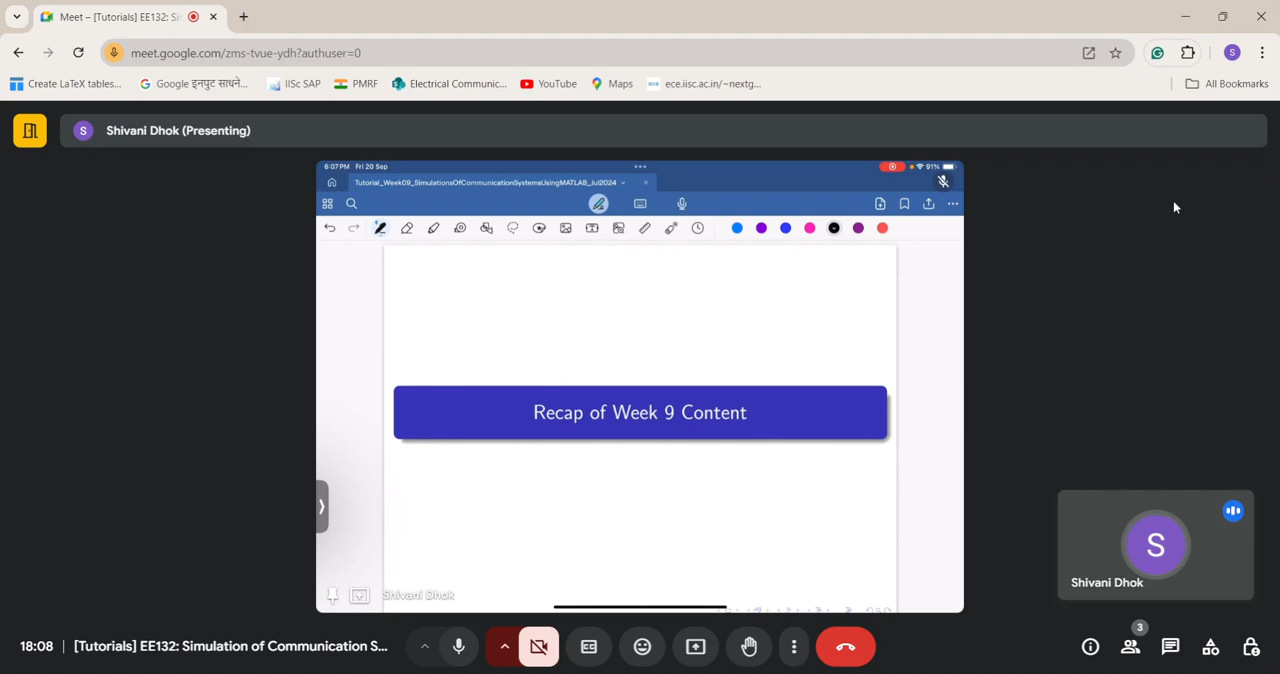 Meet – [Tutorials] EE132: Si
meet.google.com/zms-tvue-ydh?authuser=0
S
Create LaTeX tables...
Google इनपुट साधने...
IISc SAP
PMRF
Electrical Communic...
YouTube
Maps
ece.iisc.ac.in/~nextg...
All Bookmarks
S
Shivani Dhok (Presenting)
6:07 PM Fri 20 Sep
91%
Tutorial_Week09_SimulationsOfCommunicationSystemsUsingMATLAB_Jul2024
Recap of Week 9 Content
Shivani Dhok
S
Shivani Dhok
18:08 | [Tutorials] EE132: Simulation of Communication S...
3